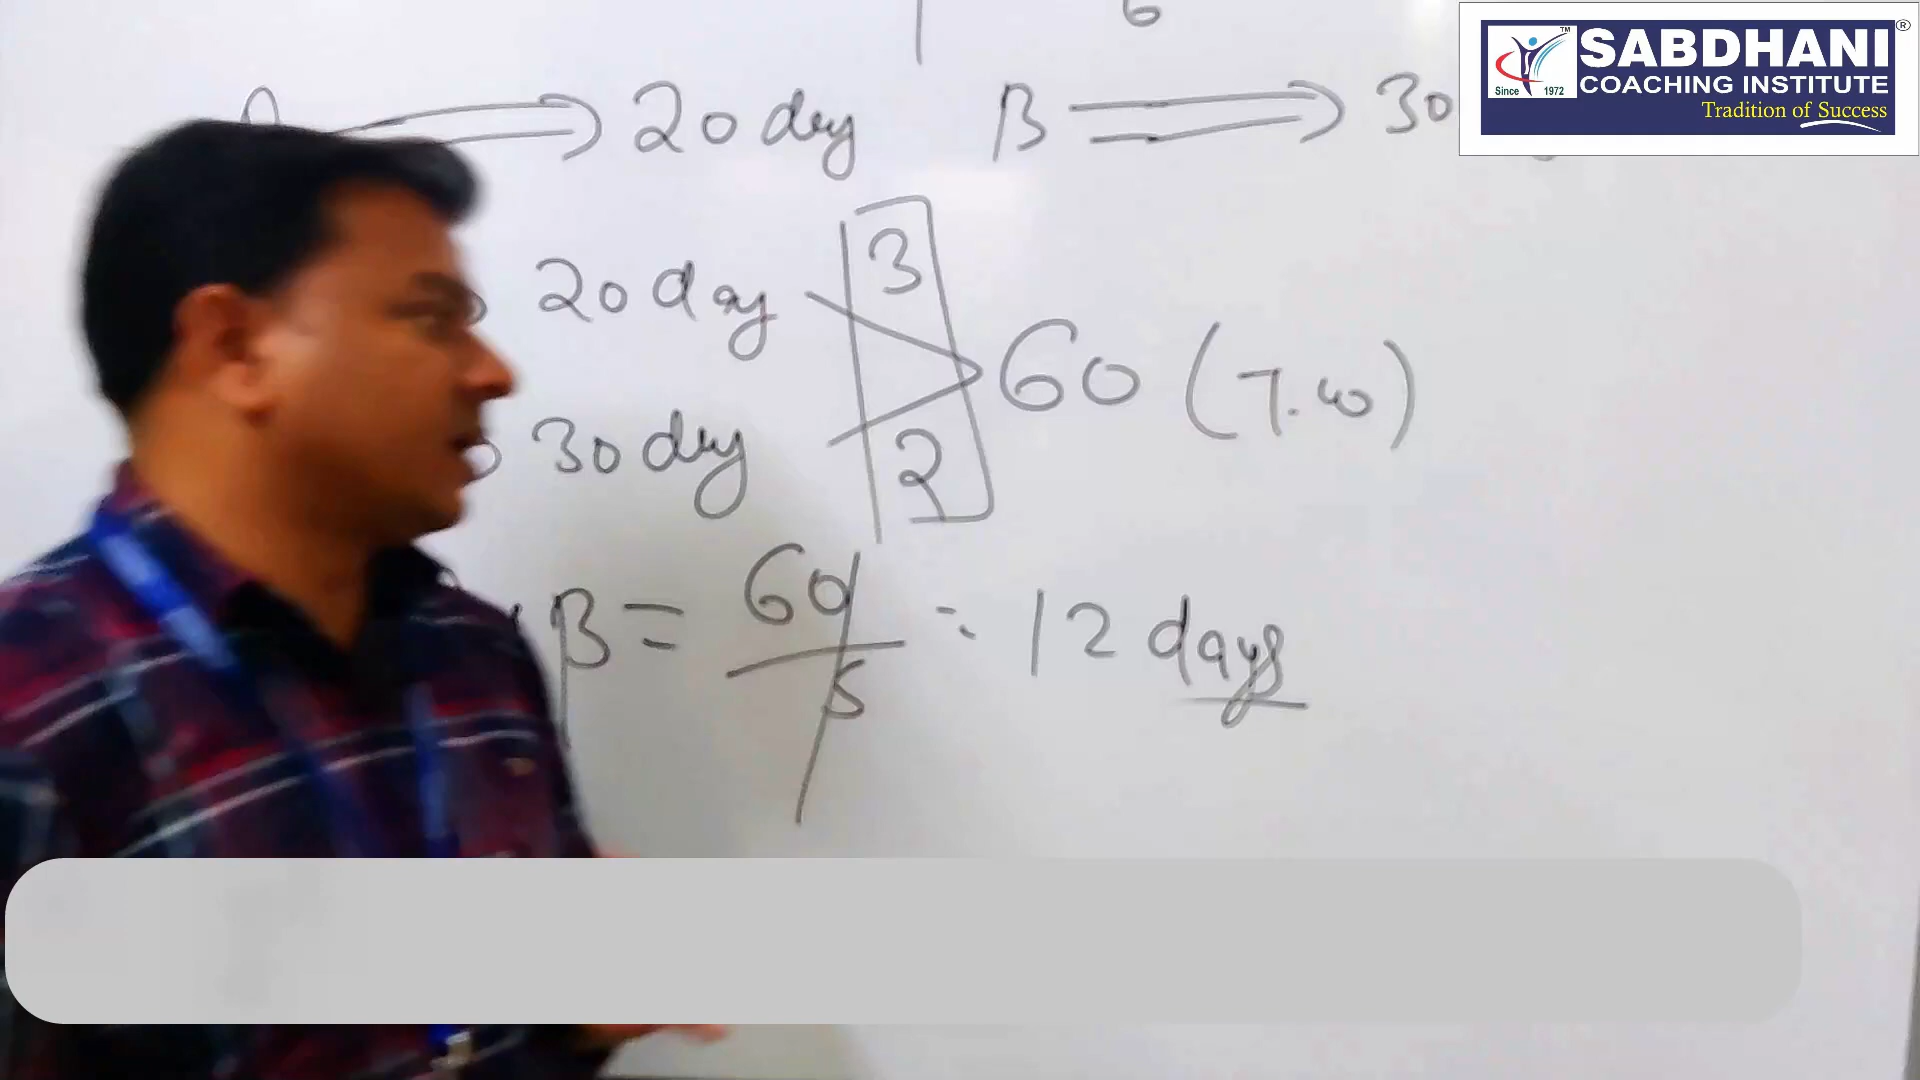 6
A ⟹ 20 day B ⟹ 30
20 day 3
60 (T.W)
30 day 2
B = 60/5 = 12 days
SABDHANI ®
COACHING INSTITUTE
Tradition of Success
Since 1972 TM